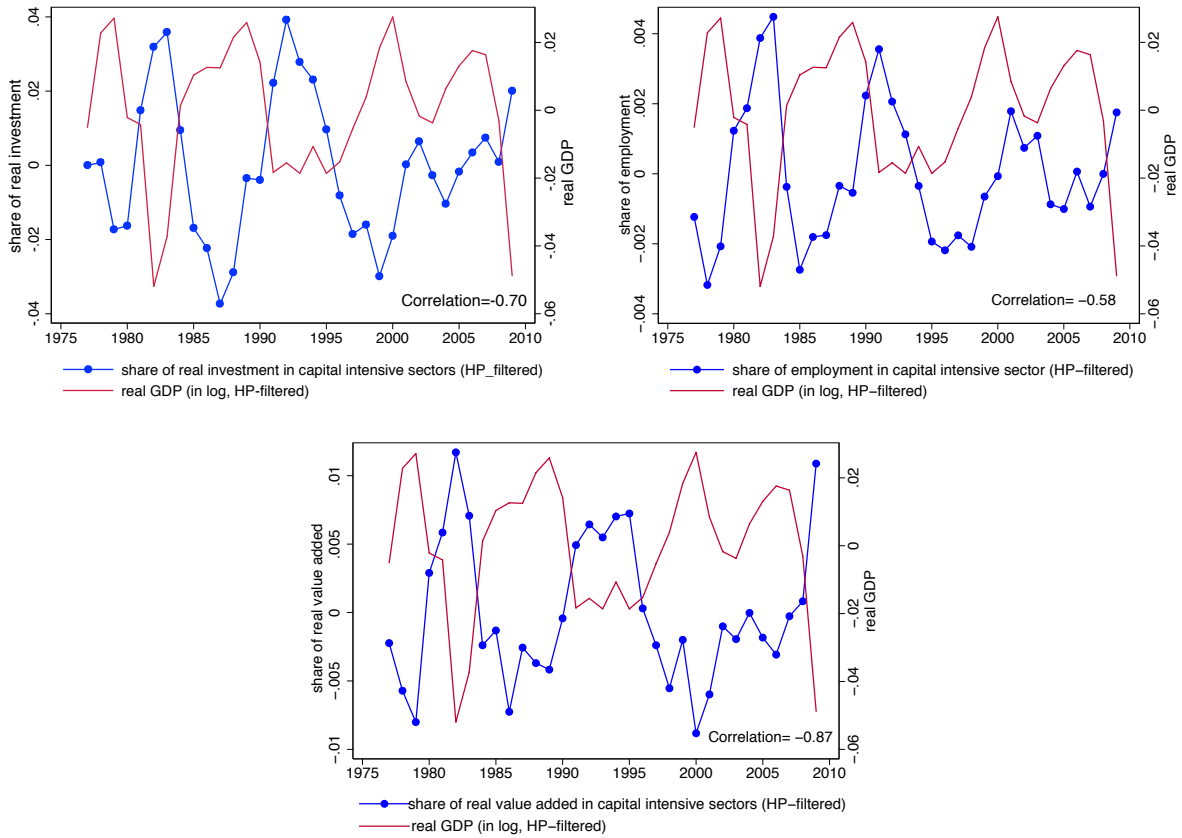 .04
.02
0
-.02
-.04
share of real investment
.02
0
-.02
-.04
-.06
real GDP
Correlation=-0.70
1975 1980 1985 1990 1995 2000 2005 2010
share of real investment in capital intensive sectors (HP_filtered)
real GDP (in log, HP-filtered)
.004
.002
0
-.002
-.004
share of employment
.02
0
-.02
-.04
-.06
real GDP
Correlation= −0.58
1975 1980 1985 1990 1995 2000 2005 2010
share of employment in capital intensive sector (HP−filtered)
real GDP (in log, HP−filtered)
.01
.005
0
-.005
-.01
share of real value added
.02
0
-.02
-.04
-.06
real GDP
Correlation= −0.87
1975 1980 1985 1990 1995 2000 2005 2010
share of real value added in capital intensive sectors (HP−filtered)
real GDP (in log, HP−filtered)